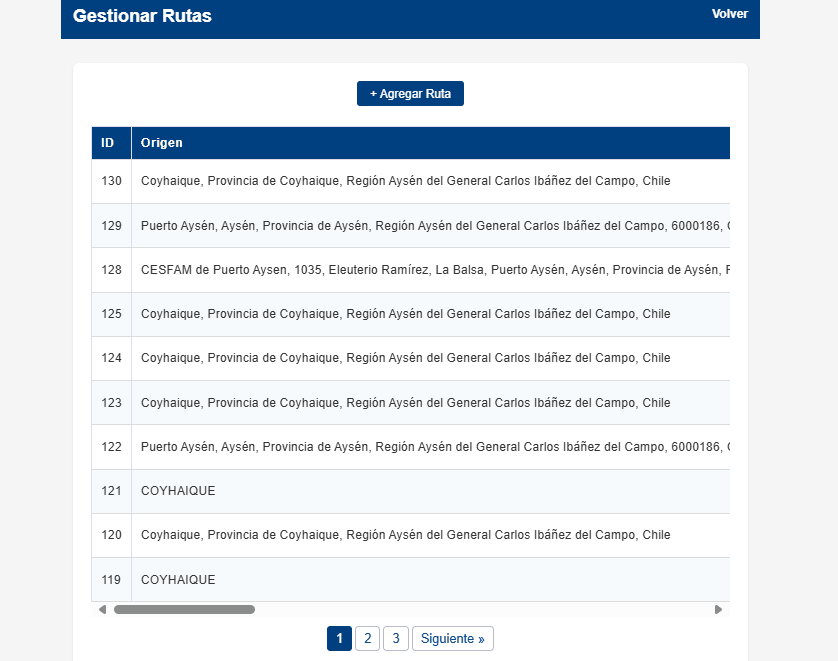 Gestionar Rutas Volver
+ Agregar Ruta
ID Origen
130 Coyhaique, Provincia de Coyhaique, Región Aysén del General Carlos Ibáñez del Campo, Chile
129 Puerto Aysén, Aysén, Provincia de Aysén, Región Aysén del General Carlos Ibáñez del Campo, 6000186,
128 CESFAM de Puerto Aysen, 1035, Eleuterio Ramírez, La Balsa, Puerto Aysén, Aysén, Provincia de Aysén,
125 Coyhaique, Provincia de Coyhaique, Región Aysén del General Carlos Ibáñez del Campo, Chile
124 Coyhaique, Provincia de Coyhaique, Región Aysén del General Carlos Ibáñez del Campo, Chile
123 Coyhaique, Provincia de Coyhaique, Región Aysén del General Carlos Ibáñez del Campo, Chile
122 Puerto Aysén, Aysén, Provincia de Aysén, Región Aysén del General Carlos Ibáñez del Campo, 6000186,
121 COYHAIQUE
120 Coyhaique, Provincia de Coyhaique, Región Aysén del General Carlos Ibáñez del Campo, Chile
119 COYHAIQUE
1 2 3 Siguiente »